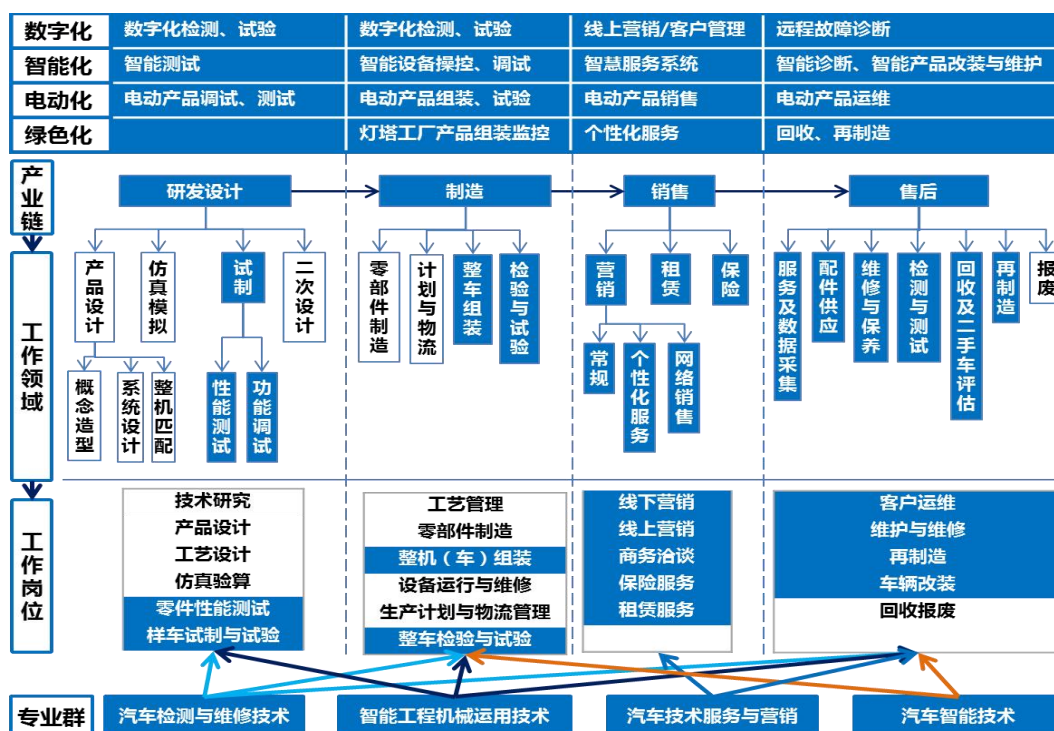 数字化 数字化检测、试验 数字化检测、试验 线上营销/客户管理 远程故障诊断
智能化 智能测试 智能设备操控、调试 智慧服务系统 智能诊断、智能产品改装与维护
电动化 电动产品调试、测试 电动产品组装、试验 电动产品销售 电动产品运维
绿色化 灯塔工厂产品组装监控 个性化服务 回收、再制造
产业链
研发设计 制造 销售 售后
工作领域
产品设计 仿真模拟 试制 二次设计 零部件制造 计划与物流 整车组装 检验与试验 营销 租赁 保险 服务及数据采集 配件供应 维修与保养 检测与测试 回收及二手车评估 再制造 报废
概念造型 系统设计 整机匹配 性能测试 功能调试 常规 个性化服务 网络销售
工作岗位
技术研究
产品设计
工艺设计
仿真验算
零件性能测试
样车试制与试验
工艺管理
零部件制造
整机（车）组装
设备运行与维修
生产计划与物流管理
整车检验与试验
线下营销
线上营销
商务洽谈
保险服务
租赁服务
客户运维
维护与维修
再制造
车辆改装
回收报废
专业群 汽车检测与维修技术 智能工程机械运用技术 汽车技术服务与营销 汽车智能技术